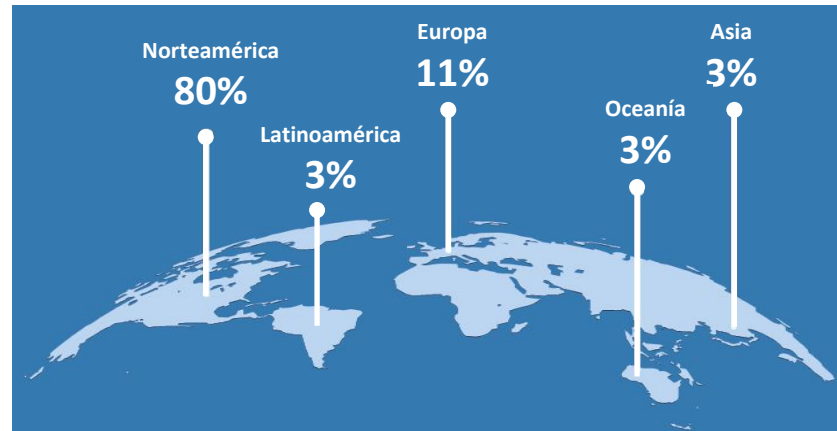 Norteamérica
80%
Latinoamérica
3%
Europa
11%
Oceanía
3%
Asia
3%